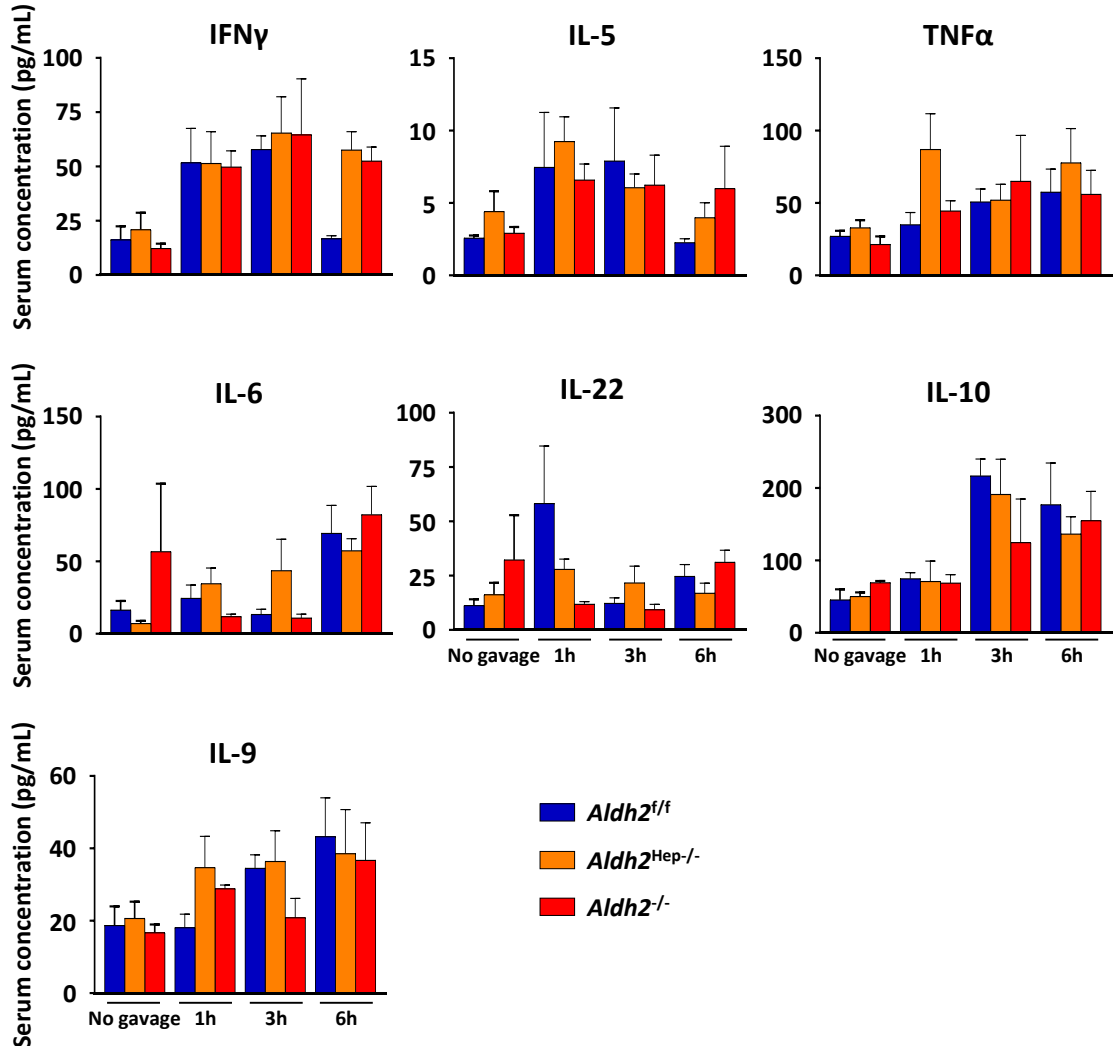 IFNγ
IL-5
TNFα
Serum concentration (pg/mL)
100
75
50
25
0
15
10
5
0
150
100
50
0
IL-6
IL-22
IL-10
Serum concentration (pg/mL)
150
100
50
0
100
75
50
25
0
300
200
100
0
No gavage 1h 3h 6h
No gavage 1h 3h 6h
IL-9
Serum concentration (pg/mL)
60
40
20
0
No gavage 1h 3h 6h
Aldh2f/f
Aldh2Hep-/-
Aldh2-/-